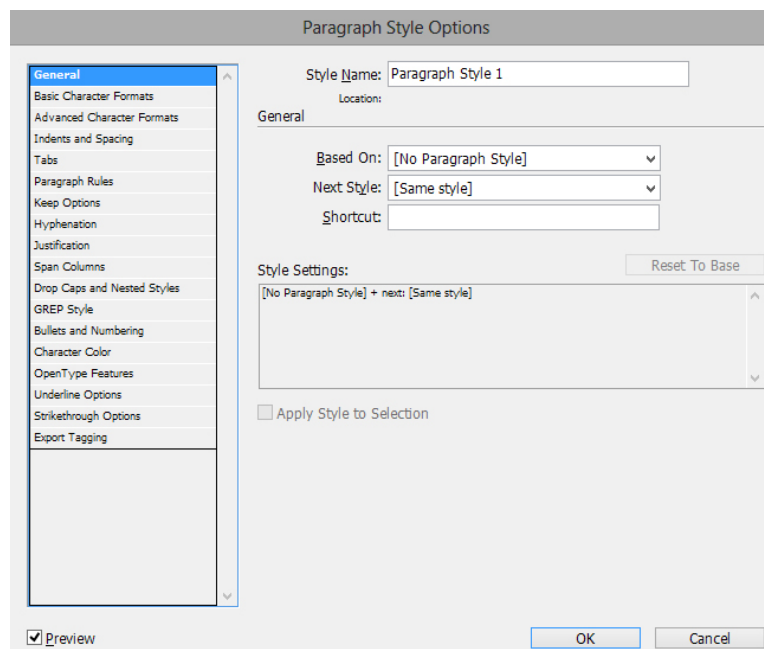 Paragraph Style Options
General
Basic Character Formats
Advanced Character Formats
Indents and Spacing
Tabs
Paragraph Rules
Keep Options
Hyphenation
Justification
Span Columns
Drop Caps and Nested Styles
GREP Style
Bullets and Numbering
Character Color
OpenType Features
Underline Options
Strikethrough Options
Export Tagging
Style Name: Paragraph Style 1
Location:
General
Based On: [No Paragraph Style]
Next Style: [Same style]
Shortcut:
Reset To Base
Style Settings:
[No Paragraph Style] + next: [Same style]
Apply Style to Selection
Preview
OK
Cancel